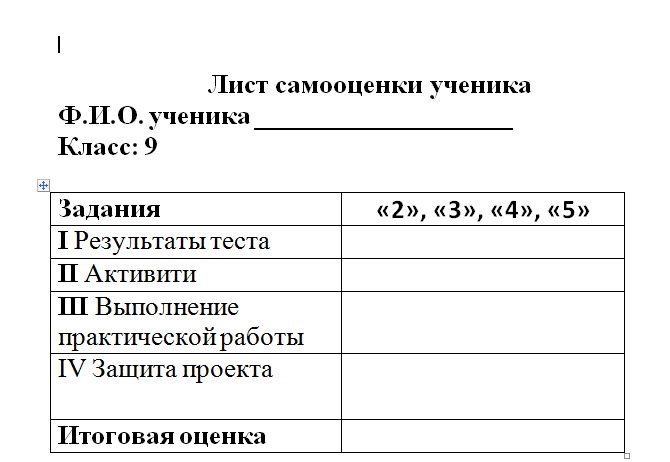 Лист самооценки ученика
Ф.И.О. ученика ___________________
Класс: 9
Задания «2», «3», «4», «5»
I Результаты теста
II Активити
III Выполнение
практической работы
IV Защита проекта
Итоговая оценка